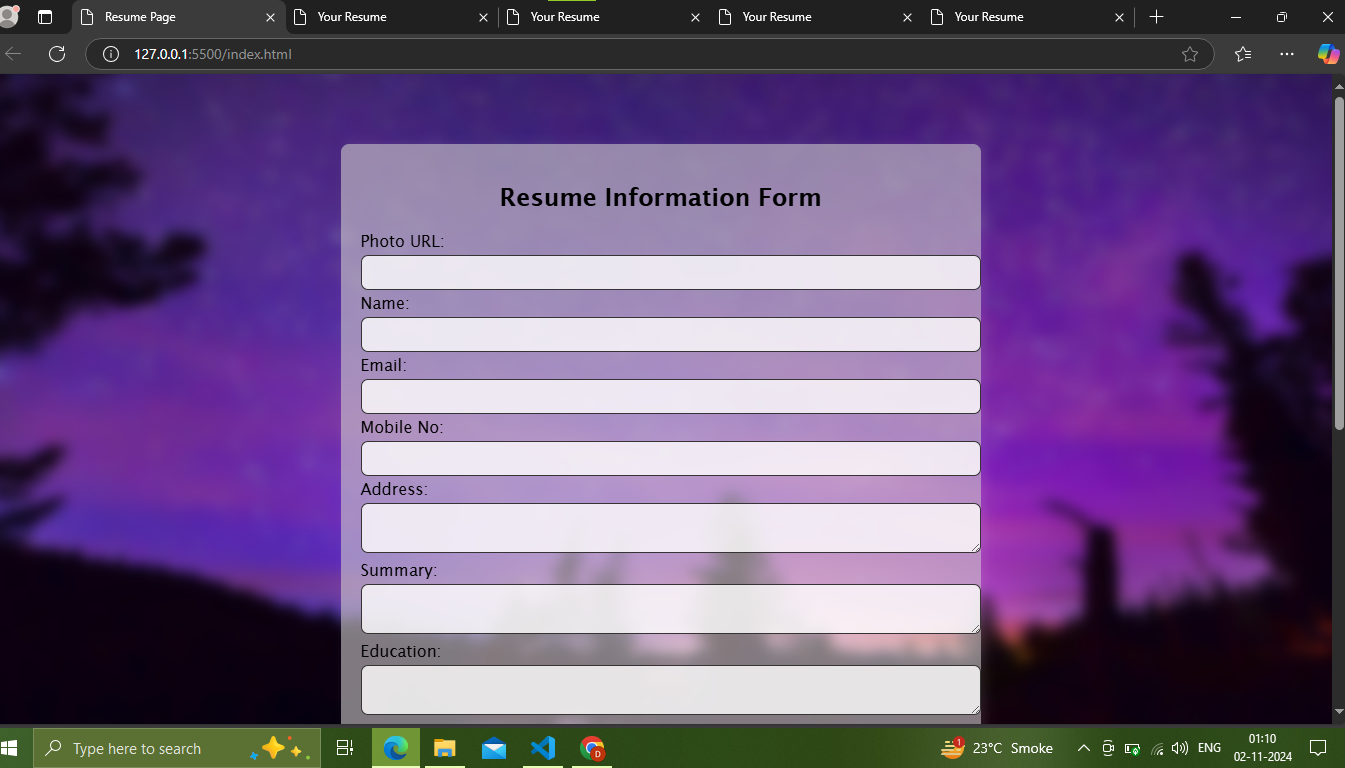 Resume Page
Your Resume
Your Resume
Your Resume
Your Resume
127.0.0.1:5500/index.html
Resume Information Form
Photo URL:
Name:
Email:
Mobile No:
Address:
Summary:
Education:
Type here to search
1
23°C Smoke
ENG
01:10
02-11-2024
D